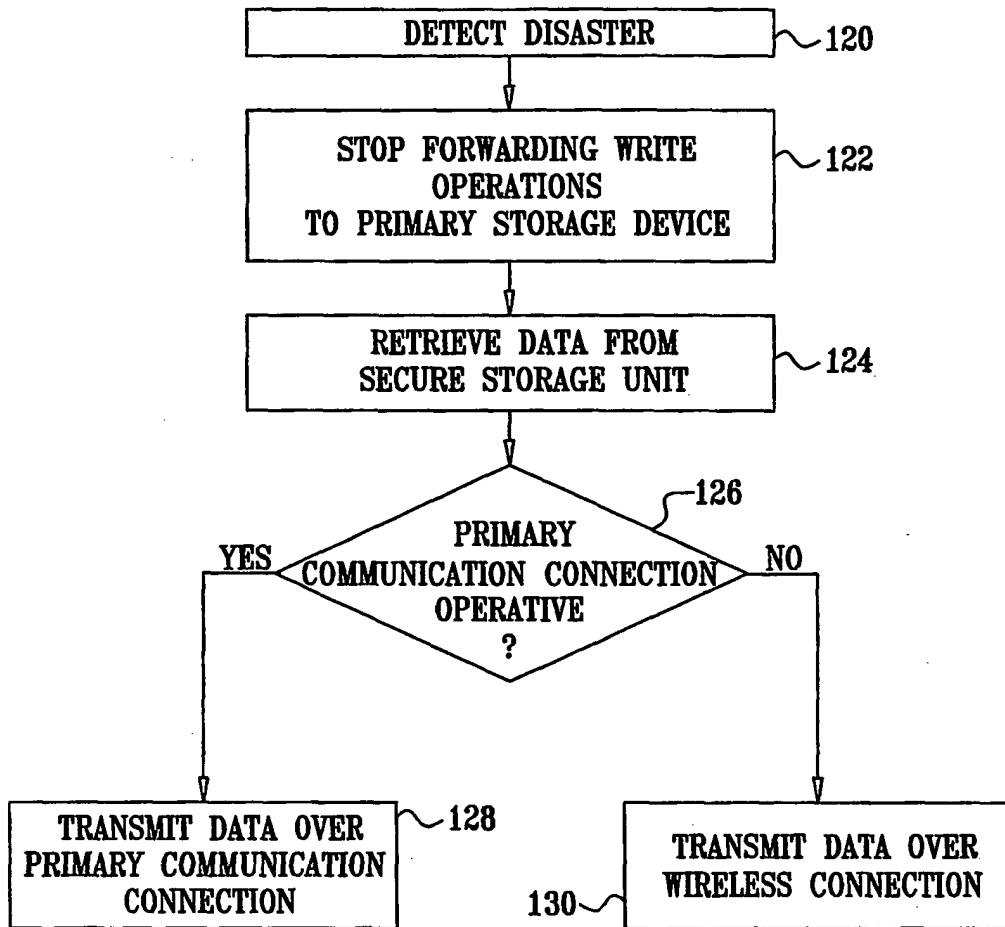 DETECT DISASTER
120
STOP FORWARDING WRITE
OPERATIONS
TO PRIMARY STORAGE DEVICE
122
RETRIEVE DATA FROM
SECURE STORAGE UNIT
124
126
PRIMARY
COMMUNICATION CONNECTION
OPERATIVE
?
YES
NO
TRANSMIT DATA OVER
PRIMARY COMMUNICATION
CONNECTION
128
TRANSMIT DATA OVER
WIRELESS CONNECTION
130